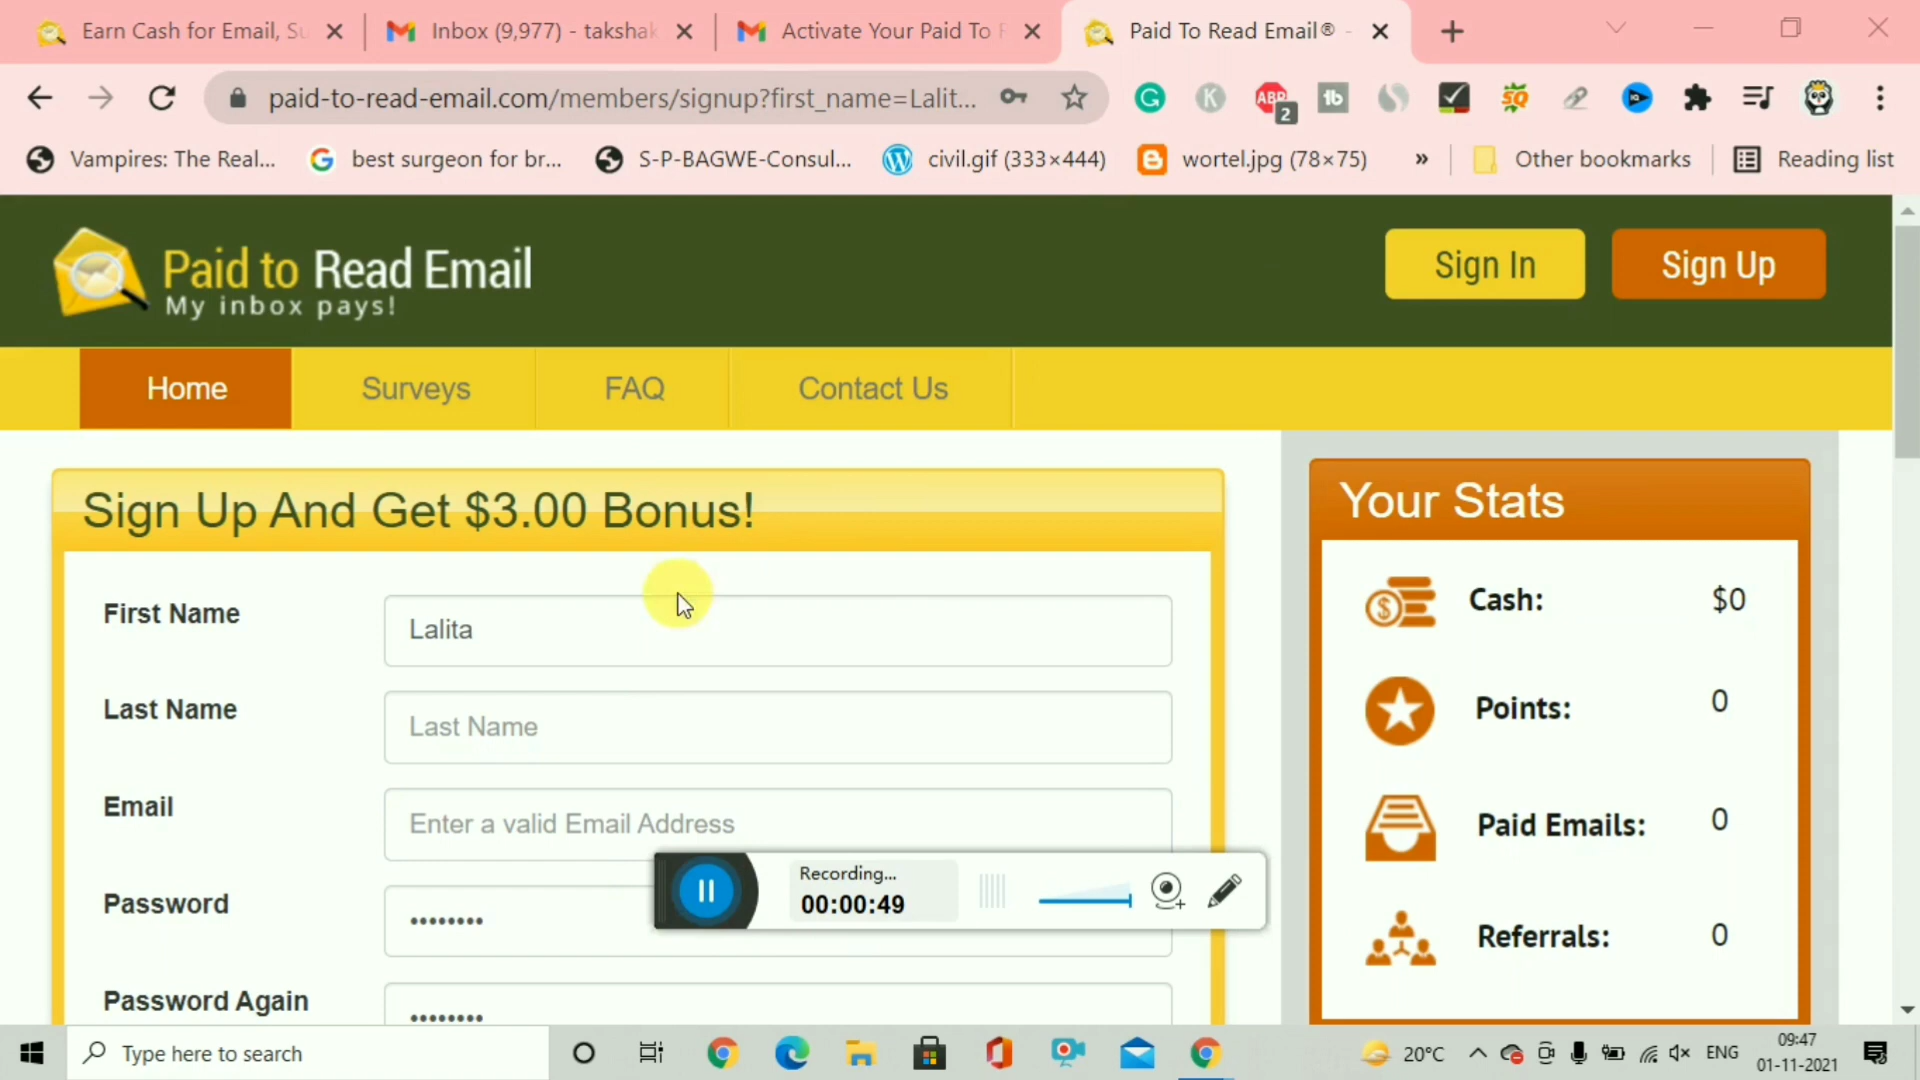 Earn Cash for Email, Su
Inbox (9,977) - takshak
Activate Your Paid To R
Paid To Read Email® -
paid-to-read-email.com/members/signup?first_name=Lalit...
ABP
2
tb
SQ
Vampires: The Real...
best surgeon for br...
S-P-BAGWE-Consul...
civil.gif (333×444)
wortel.jpg (78×75)
»
Other bookmarks
Reading list
Paid to Read Email
My inbox pays!
Sign In
Sign Up
Home
Surveys
FAQ
Contact Us
Sign Up And Get $3.00 Bonus!
First Name
Lalita
Last Name
Last Name
Email
Enter a valid Email Address
Password
••••••••
Password Again
••••••••
Your Stats
Cash: $0
Points: 0
Paid Emails: 0
Referrals: 0
Recording...
00:00:49
Type here to search
20°C
ENG
09:47
01-11-2021